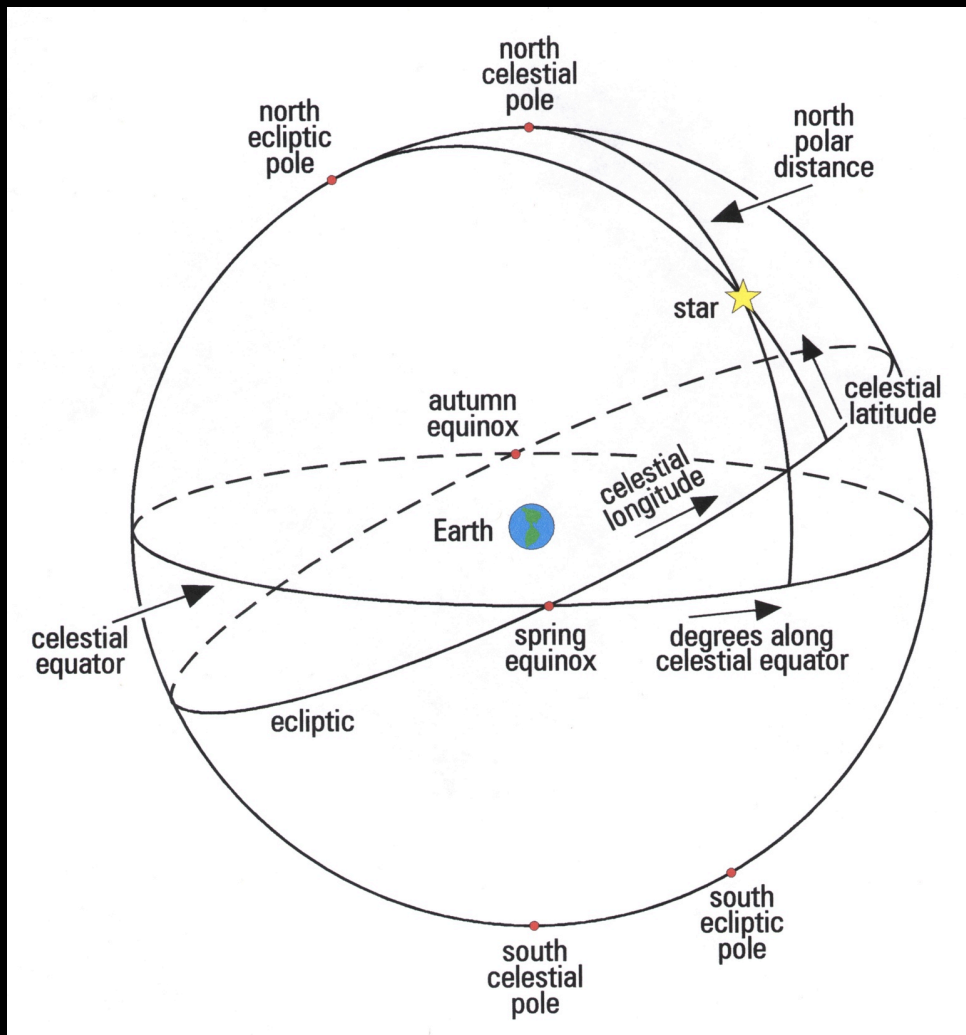 north
celestial
pole
north
ecliptic
pole
north
polar
distance
star
celestial
latitude
autumn
equinox
celestial
longitude
Earth
celestial
equator
spring
equinox
degrees along
celestial equator
ecliptic
south
ecliptic
pole
south
celestial
pole